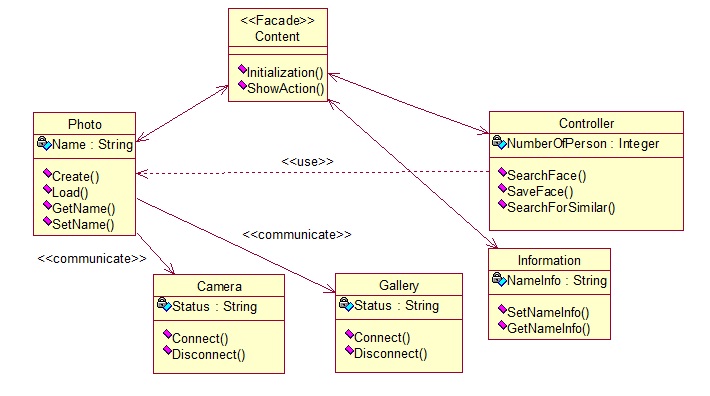 <<Facade>>
Content
Initialization()
ShowAction()
Photo
Name : String
Create()
Load()
GetName()
SetName()
<<use>>
Controller
NumberOfPerson : Integer
SearchFace()
SaveFace()
SearchForSimilar()
<<communicate>>
<<communicate>>
Camera
Status : String
Connect()
Disconnect()
Gallery
Status : String
Connect()
Disconnect()
Information
NameInfo : String
SetNameInfo()
GetNameInfo()